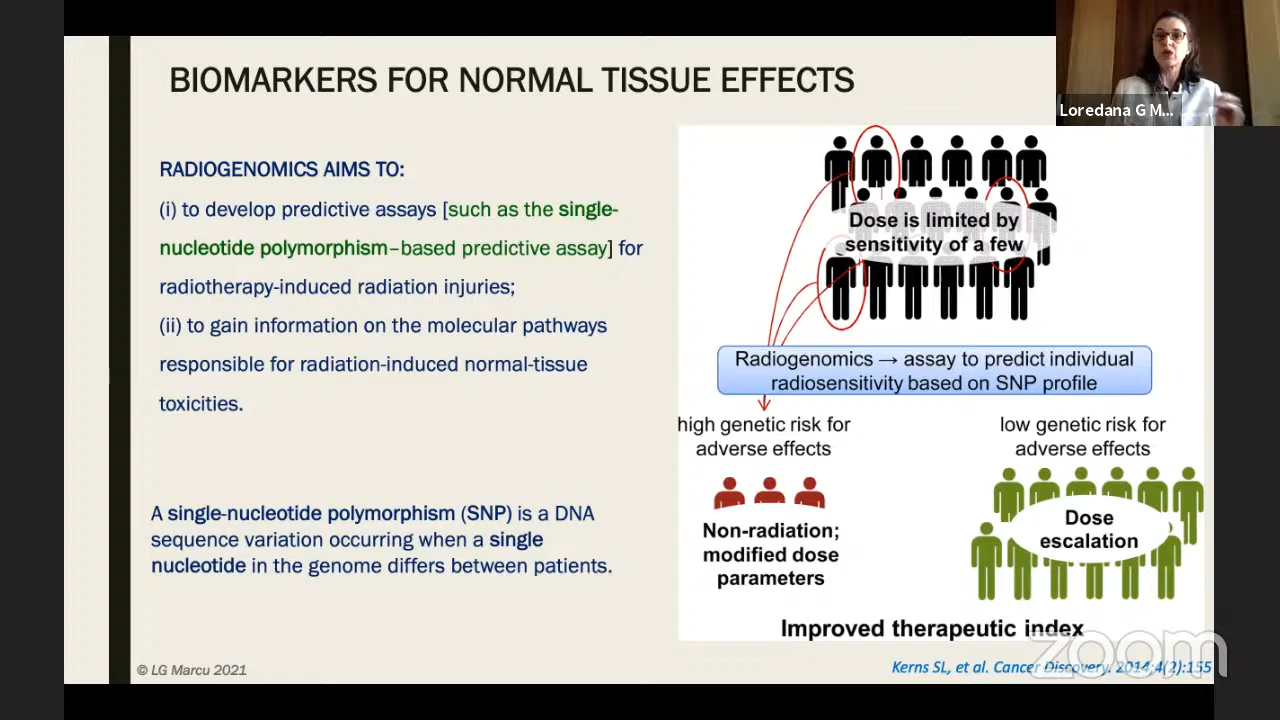 BIOMARKERS FOR NORMAL TISSUE EFFECTS
Loredana G M...
RADIOGENOMICS AIMS TO:
(i) to develop predictive assays [such as the single-
nucleotide polymorphism–based predictive assay] for
radiotherapy-induced radiation injuries;
(ii) to gain information on the molecular pathways
responsible for radiation-induced normal-tissue
toxicities.
A single-nucleotide polymorphism (SNP) is a DNA
sequence variation occurring when a single
nucleotide in the genome differs between patients.
Dose is limited by
sensitivity of a few
Radiogenomics → assay to predict individual
radiosensitivity based on SNP profile
high genetic risk for
adverse effects
low genetic risk for
adverse effects
Non-radiation;
modified dose
parameters
Dose
escalation
Improved therapeutic index
© LG Marcu 2021
Kerns SL, et al. Cancer Discovery. 2014;4(2):155
zoom